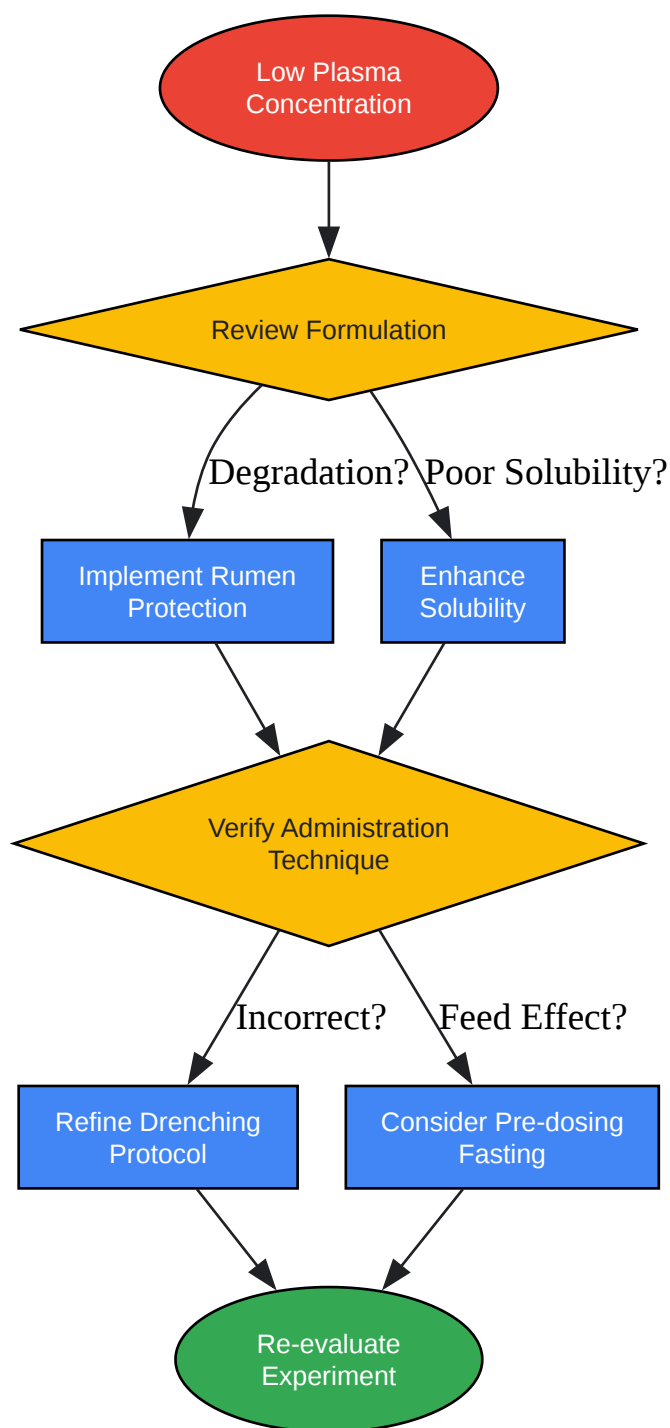 Low Plasma
Concentration
Review Formulation
Degradation?
Poor Solubility?
Implement Rumen
Protection
Enhance
Solubility
Verify Administration
Technique
Incorrect?
Feed Effect?
Refine Drenching
Protocol
Consider Pre-dosing
Fasting
Re-evaluate
Experiment